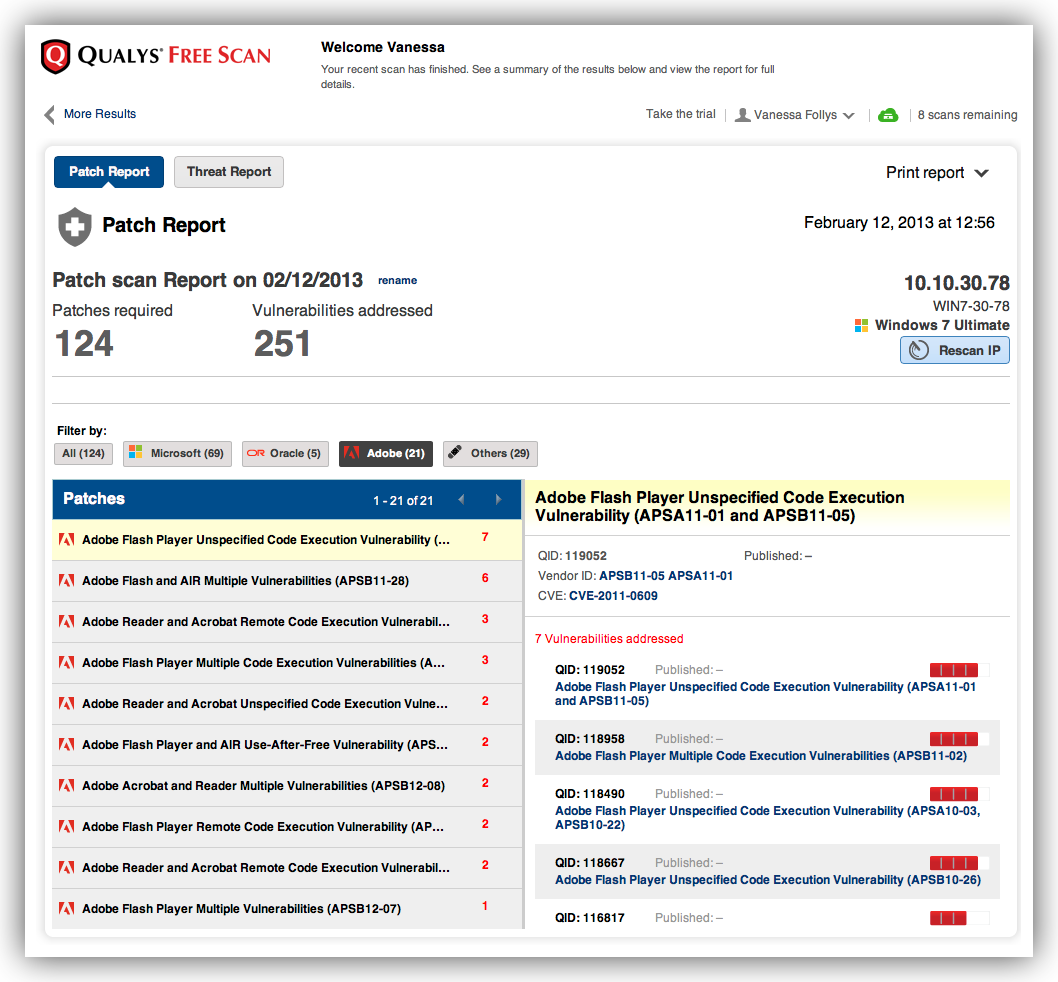 QUALYS® FREE SCAN
Welcome Vanessa
Your recent scan has finished. See a summary of the results below and view the report for full
details.
More Results
Take the trial
Vanessa Follys
8 scans remaining
Patch Report
Threat Report
Print report
Patch Report
February 12, 2013 at 12:56
Patch scan Report on 02/12/2013 rename
10.10.30.78
Patches required
Vulnerabilities addressed
WIN7-30-78
124
251
Windows 7 Ultimate
Rescan IP
Filter by:
All (124)
Microsoft (69)
OR Oracle (5)
Adobe (21)
Others (29)
Patches
1 - 21 of 21
Adobe Flash Player Unspecified Code Execution Vulnerability (... 7
Adobe Flash and AIR Multiple Vulnerabilities (APSB11-28) 6
Adobe Reader and Acrobat Remote Code Execution Vulnerabil... 3
Adobe Flash Player Multiple Code Execution Vulnerabilities (A... 3
Adobe Reader and Acrobat Unspecified Code Execution Vulne... 2
Adobe Flash Player and AIR Use-After-Free Vulnerability (APS... 2
Adobe Acrobat and Reader Multiple Vulnerabilities (APSB12-08) 2
Adobe Flash Player Remote Code Execution Vulnerability (AP... 2
Adobe Reader and Acrobat Remote Code Execution Vulnerabil... 2
Adobe Flash Player Multiple Vulnerabilities (APSB12-07) 1
Adobe Flash Player Unspecified Code Execution
Vulnerability (APSA11-01 and APSB11-05)
QID: 119052
Published: –
Vendor ID: APSB11-05 APSA11-01
CVE: CVE-2011-0609
7 Vulnerabilities addressed
QID: 119052 Published: –
Adobe Flash Player Unspecified Code Execution Vulnerability (APSA11-01
and APSB11-05)
QID: 118958 Published: –
Adobe Flash Player Multiple Code Execution Vulnerabilities (APSB11-02)
QID: 118490 Published: –
Adobe Flash Player Unspecified Code Execution Vulnerability (APSA10-03,
APSB10-22)
QID: 118667 Published: –
Adobe Flash Player Unspecified Code Execution Vulnerability (APSB10-26)
QID: 116817 Published: –